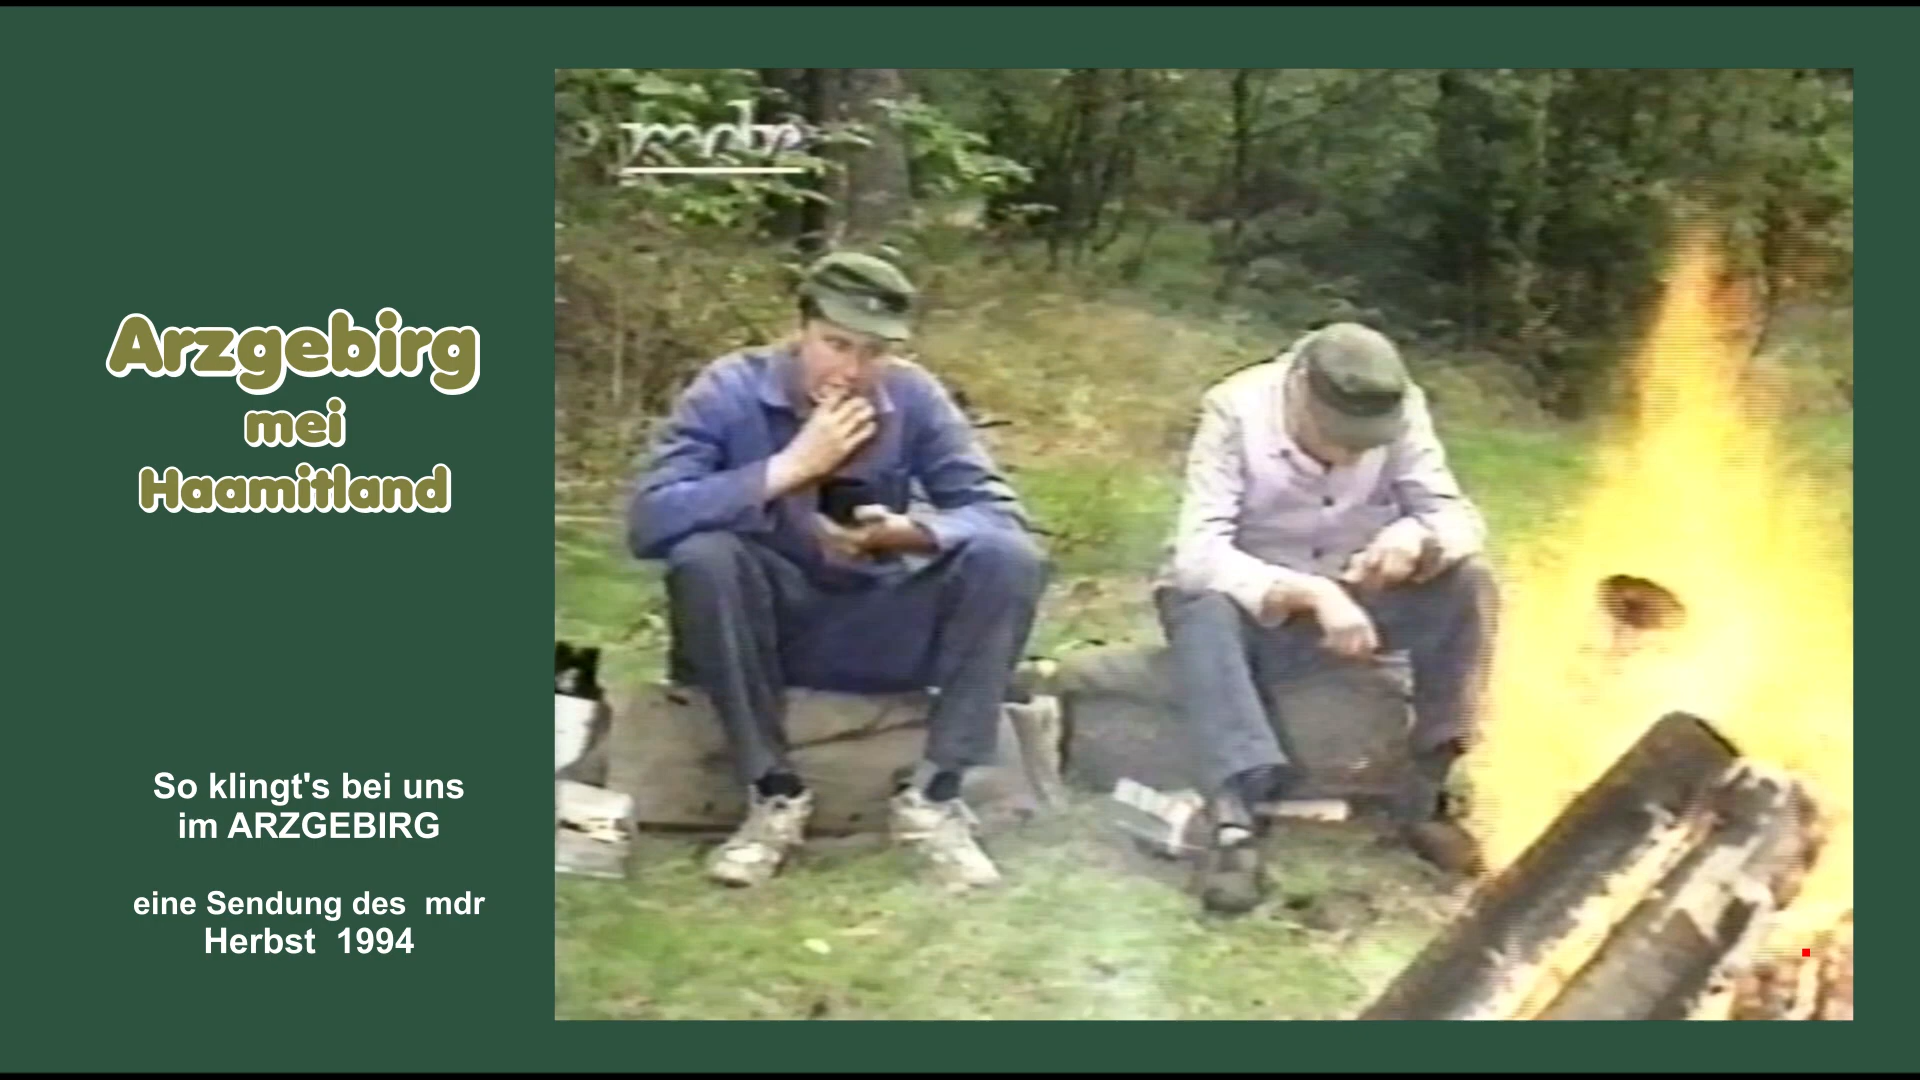 mdr
Arzgebirg
mei
Haamitland
So klingt's bei uns
im ARZGEBIRG
eine Sendung des  mdr
Herbst  1994